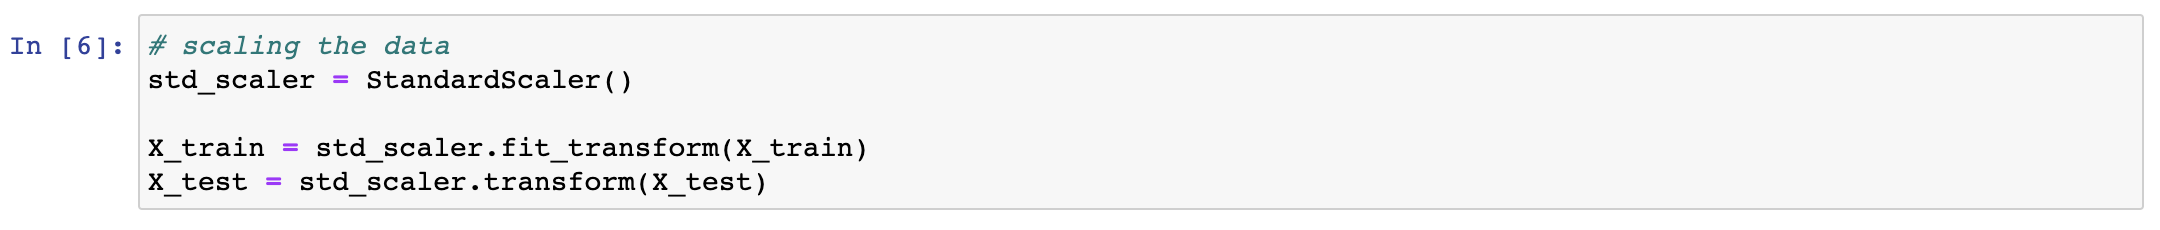 In [6]: # scaling the data
std_scaler = StandardScaler()
X_train = std_scaler.fit_transform(X_train)
X_test = std_scaler.transform(X_test)